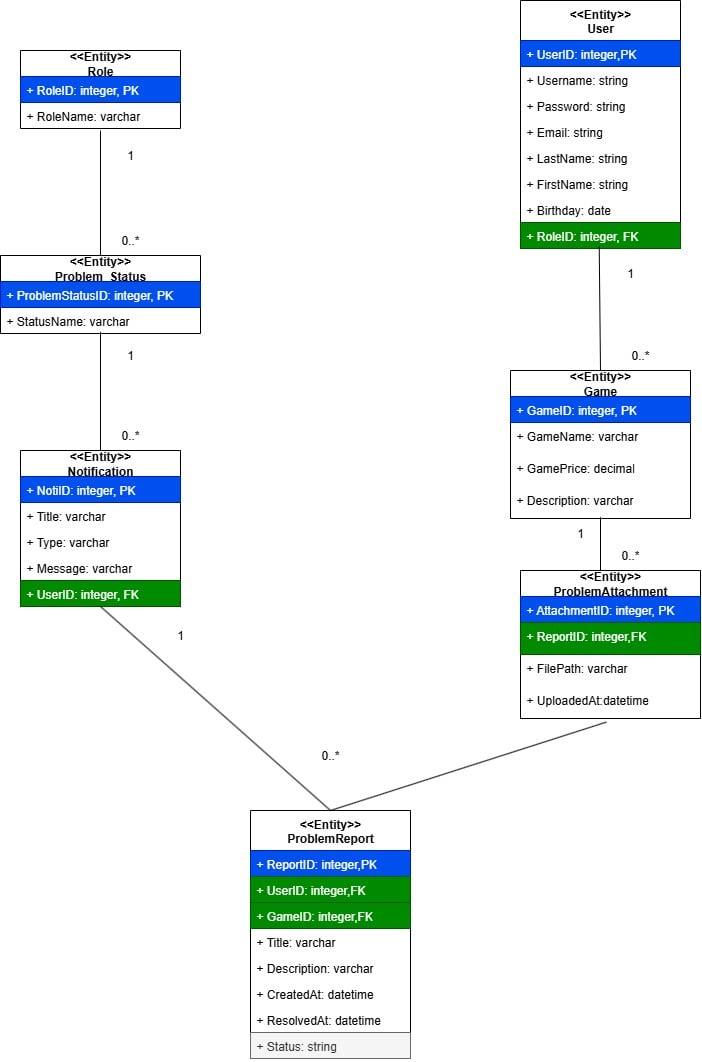 <<Entity>>
Role
+ RoleID: integer, PK
+ RoleName: varchar
1
0..*
<<Entity>>
Problem_Status
+ ProblemStatusID: integer, PK
+ StatusName: varchar
1
0..*
<<Entity>>
Notification
+ NotiID: integer, PK
+ Title: varchar
+ Type: varchar
+ Message: varchar
+ UserID: integer, FK
1
0..*
<<Entity>>
User
+ UserID: integer,PK
+ Username: string
+ Password: string
+ Email: string
+ LastName: string
+ FirstName: string
+ Birthday: date
+ RoleID: integer, FK
1
0..*
<<Entity>>
Game
+ GameID: integer, PK
+ GameName: varchar
+ GamePrice: decimal
+ Description: varchar
1
0..*
<<Entity>>
ProblemAttachment
+ AttachmentID: integer, PK
+ ReportID: integer,FK
+ FilePath: varchar
+ UploadedAt:datetime
<<Entity>>
ProblemReport
+ ReportID: integer,PK
+ UserID: integer,FK
+ GameID: integer,FK
+ Title: varchar
+ Description: varchar
+ CreatedAt: datetime
+ ResolvedAt: datetime
+ Status: string